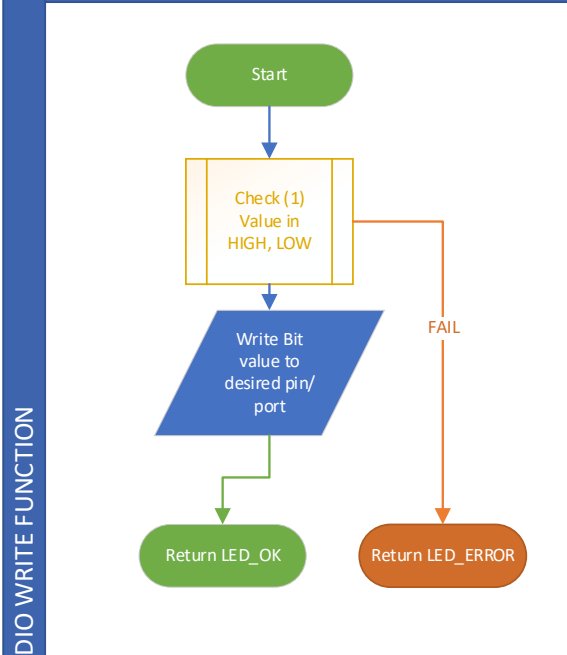 Start
Check (1)
Value in
HIGH, LOW
FAIL
Write Bit
value to
desired pin/
port
Return LED_OK
Return LED_ERROR
DIO WRITE FUNCTION